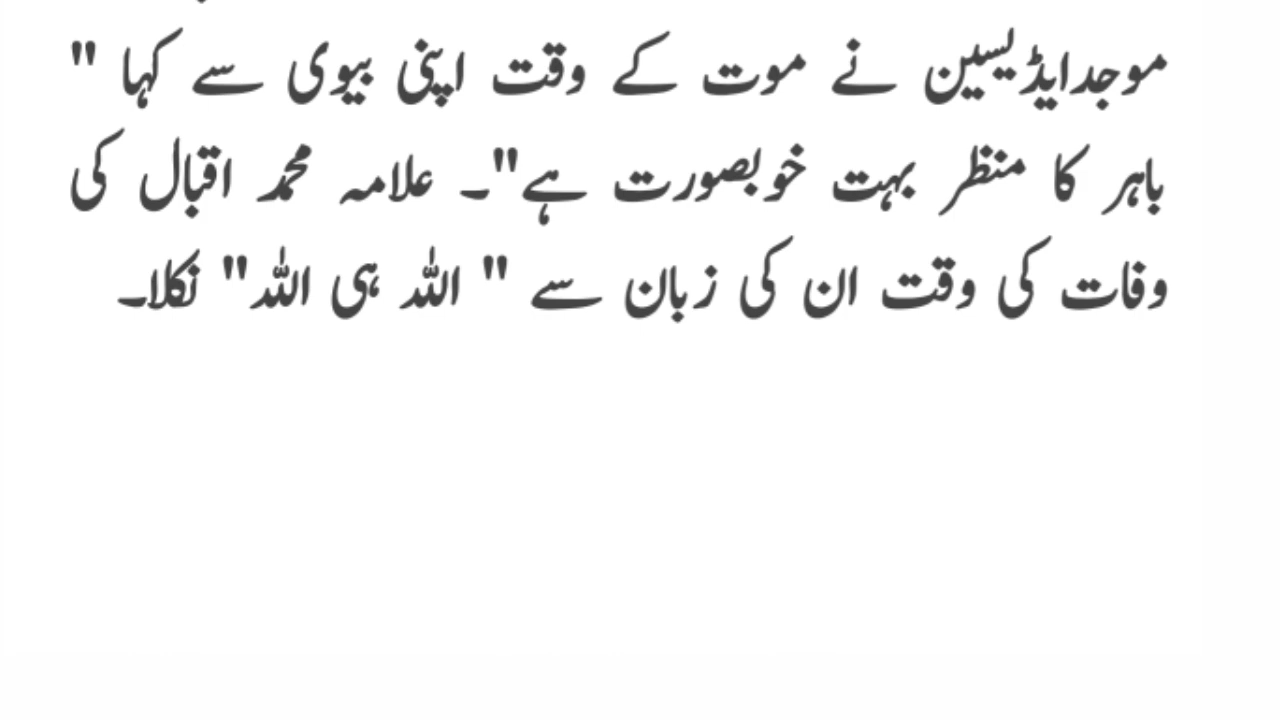 موجدایڈیسین نے موت کے وقت اپنی بیوی سے کہا "
باہر کا منظر بہت خوبصورت ہے"۔ علامہ محمد اقبال کی
وفات کی وقت ان کی زبان سے " اللہ ہی اللہ" نکلا۔